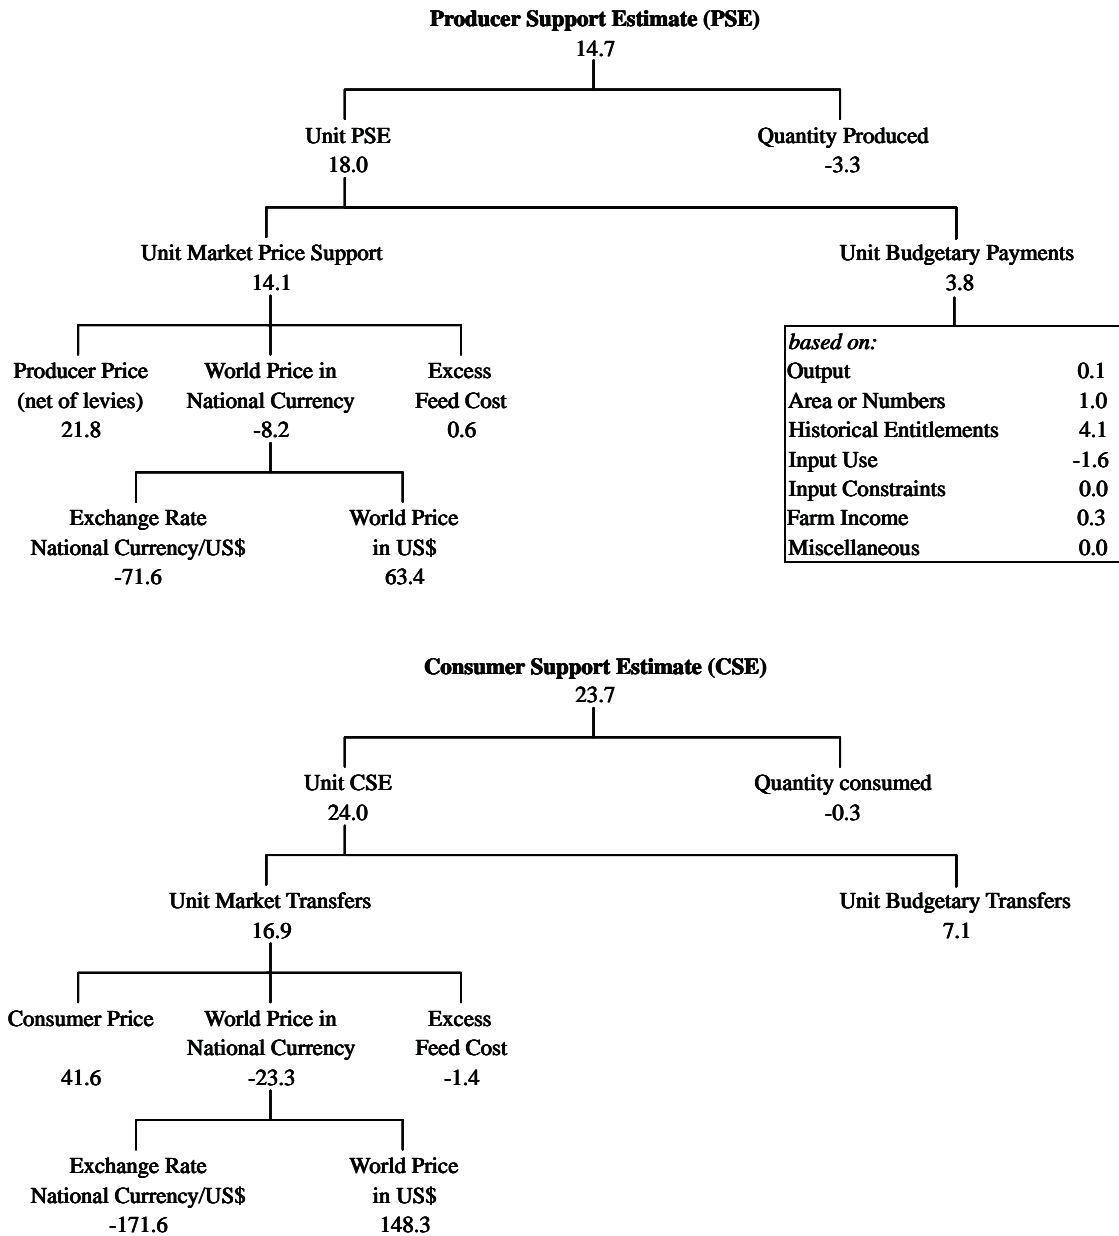 Producer Support Estimate (PSE)
14.7
Unit PSE Quantity Produced
18.0 -3.3
Unit Market Price Support Unit Budgetary Payments
14.1 3.8
based on:
Producer Price World Price in Excess Output 0.1
(net of levies) National Currency Feed Cost Area or Numbers 1.0
21.8 -8.2 0.6 Historical Entitlements 4.1
Input Use -1.6
Input Constraints 0.0
Exchange Rate World Price Farm Income 0.3
National Currency/US$ in US$ Miscellaneous 0.0
-71.6 63.4
Consumer Support Estimate (CSE)
23.7
Unit CSE Quantity consumed
24.0 -0.3
Unit Market Transfers Unit Budgetary Transfers
16.9 7.1
Consumer Price World Price in Excess
National Currency Feed Cost
41.6 -23.3 -1.4
Exchange Rate World Price
National Currency/US$ in US$
-171.6 148.3